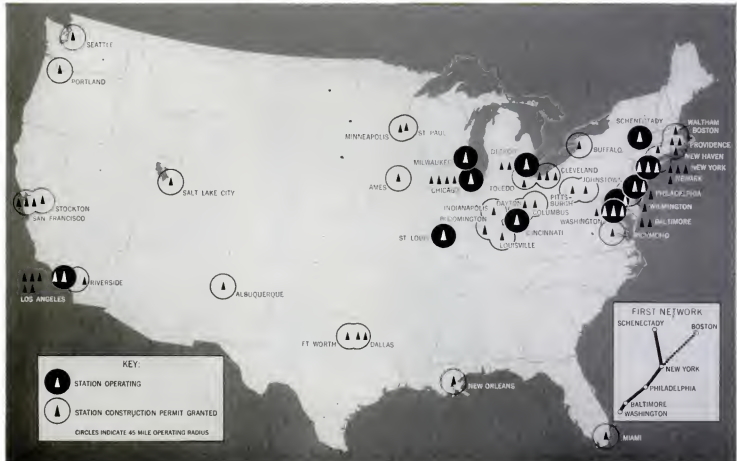 SEATTLE
PORTLAND
SALT LAKE CITY
STOCKTON
SAN FRANCISCO
LOS ANGELES
RIVERSIDE
ALBUQUERQUE
FT WORTH
DALLAS
NEW ORLEANS
MIAMI
MINNEAPOLIS
ST PAUL
AMES
MILWAUKEE
CHICAGO
DETROIT
TOLEDO
CLEVELAND
BUFFALO
JOHNSTOWN
PITTS-
BURGH
INDIANAPOLIS
DAYTON
COLUMBUS
BLOOMINGTON
CINCINNATI
ST LOUIS
LOUISVILLE
SCHENECTADY
WALTHAM
BOSTON
PROVIDENCE
NEW HAVEN
NEW YORK
NEWARK
PHILADELPHIA
WILMINGTON
WASHINGTON
BALTIMORE
RICHMOND
KEY:
STATION OPERATING
STATION CONSTRUCTION PERMIT GRANTED
CIRCLES INDICATE 45 MILE OPERATING RADIUS
FIRST NETWORK
SCHENECTADY
BOSTON
NEW YORK
PHILADELPHIA
BALTIMORE
WASHINGTON